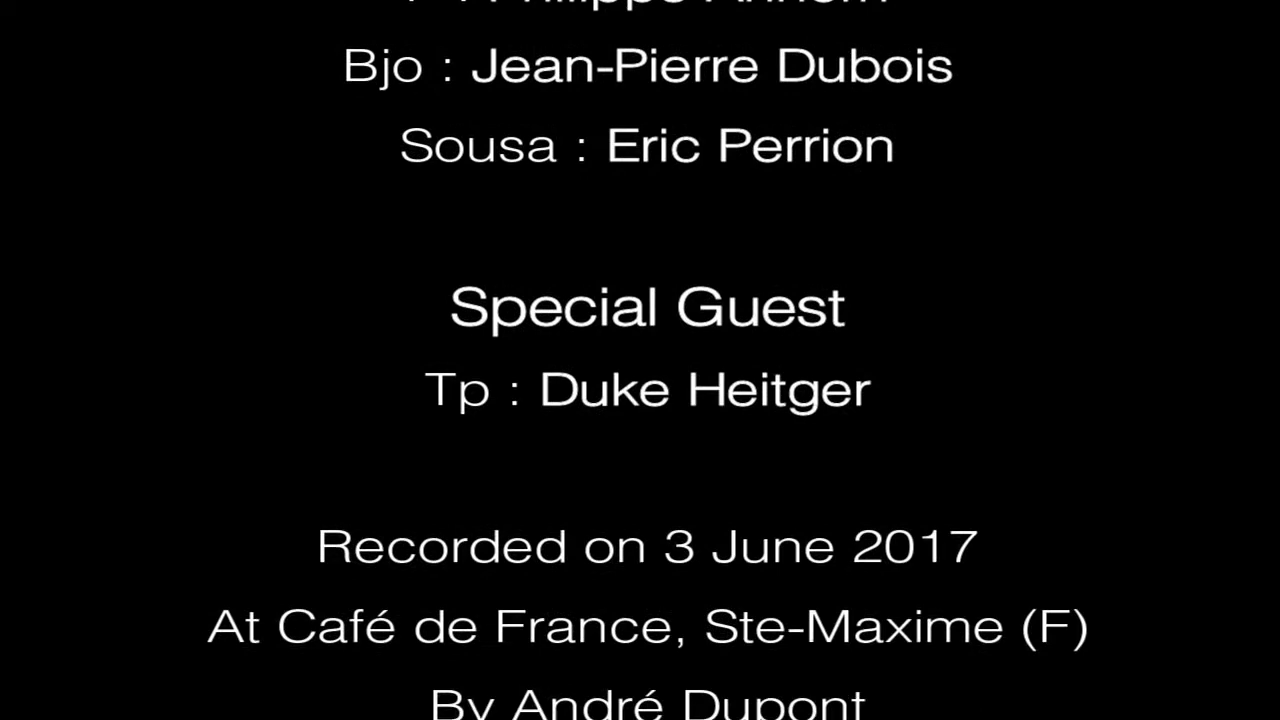 Philippe
Bjo : Jean-Pierre Dubois
Sousa : Eric Perrion
Special Guest
Tp : Duke Heitger
Recorded on 3 June 2017
At Café de France, Ste-Maxime (F)
By André Dupont